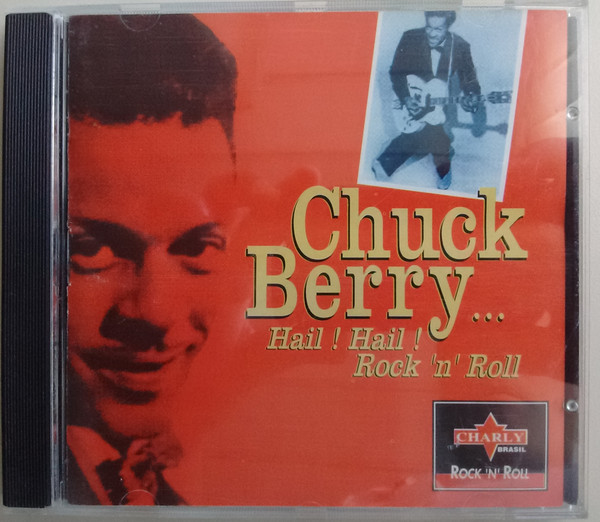 Chuck
Berry...
Hail ! Hail !
Rock 'n' Roll
CHARLY
BRASIL
ROCK 'N' ROLL